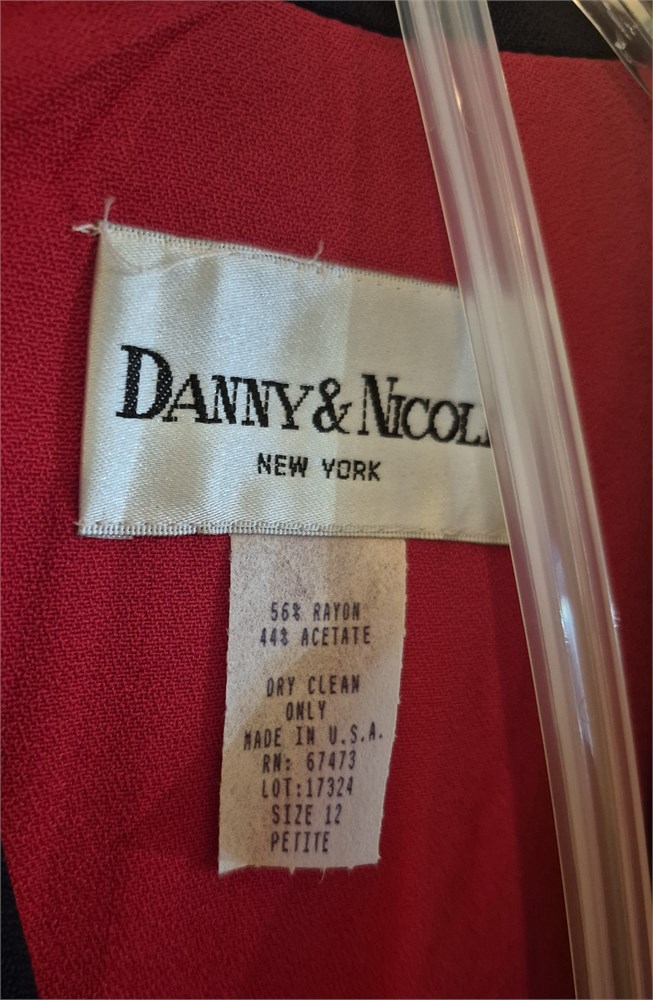 DANNY & NICOL
NEW YORK
56% RAYON
44% ACETATE
DRY CLEAN
ONLY
MADE IN U.S.A.
RN: 67473
LOT:17324
SIZE 12
PETITE